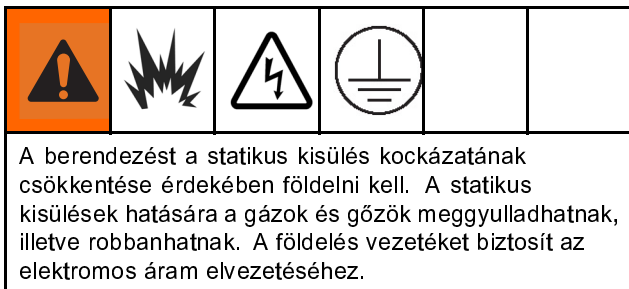 A berendezést a statikus kisülés kockázatának
csökkentése érdekében földelni kell. A statikus
kisülések hatására a gázok és gőzök meggyulladhatnak,
illetve robbanhatnak. A földelés vezetéket biztosít az
elektromos áram elvezetéséhez.